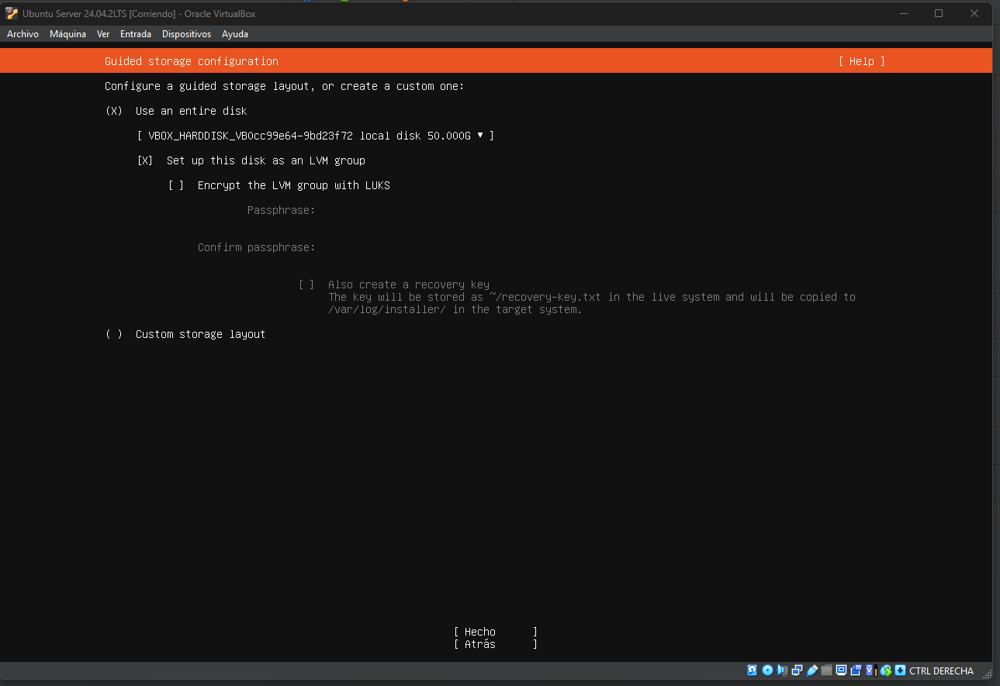 Ubuntu Server 24.04.2LTS [Corriendo] - Oracle VirtualBox
Archivo Máquina Ver Entrada Dispositivos Ayuda
Guided storage configuration [ Help ]
Configure a guided storage layout, or create a custom one:
(X) Use an entire disk
[ VBOX_HARDDISK_VB0cc99e64-9bd23f72 local disk 50.000G ▾ ]
[X] Set up this disk as an LVM group
[ ] Encrypt the LVM group with LUKS
Passphrase:
Confirm passphrase:
[ ] Also create a recovery key
The key will be stored as ~/recovery-key.txt in the live system and will be copied to
/var/log/installer/ in the target system.
( ) Custom storage layout
[ Hecho ]
[ Atrás ]
CTRL DERECHA